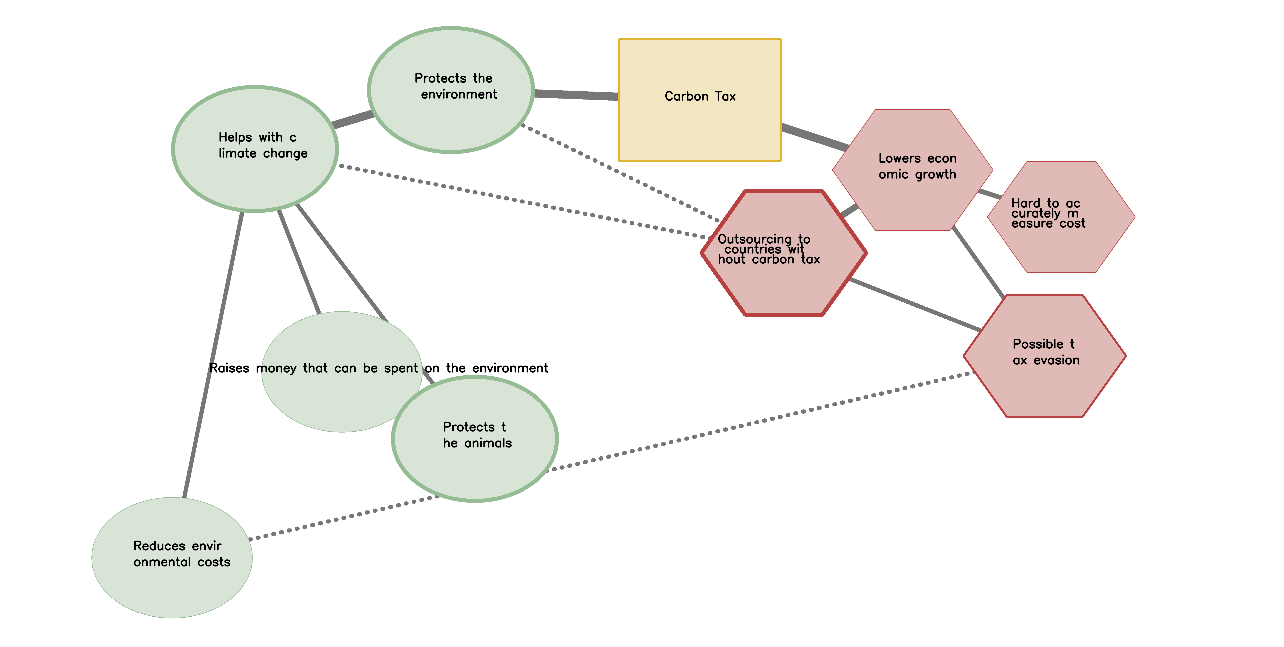 Protects the
environment
Carbon Tax
Helps with c
limate change
Lowers econ
omic growth
Hard to ac
curately m
easure cost
Outsourcing to
countries wit
hout carbon tax
Possible t
ax evasion
Raises money that can be spent on the environment
Protects t
he animals
Reduces envir
onmental costs